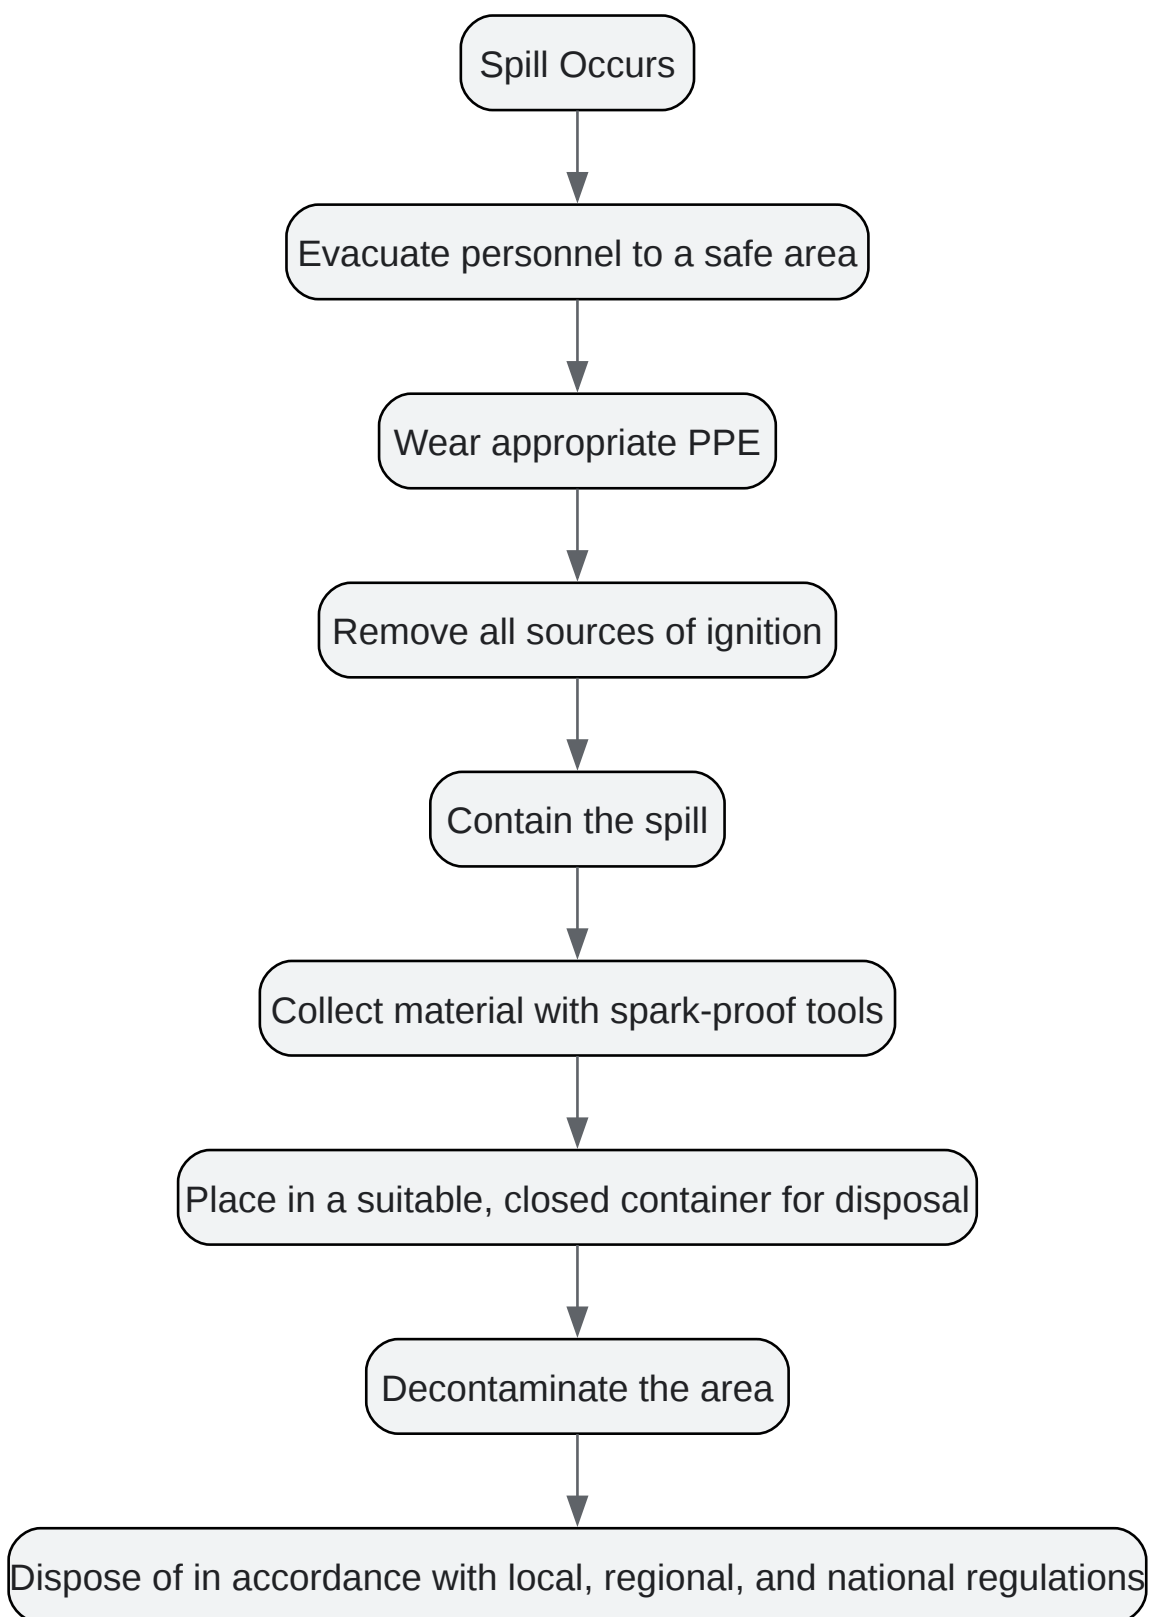 Spill Occurs
Evacuate personnel to a safe area
Wear appropriate PPE
Remove all sources of ignition
Contain the spill
Collect material with spark-proof tools
Place in a suitable, closed container for disposal
Decontaminate the area
Dispose of in accordance with local, regional, and national regulations